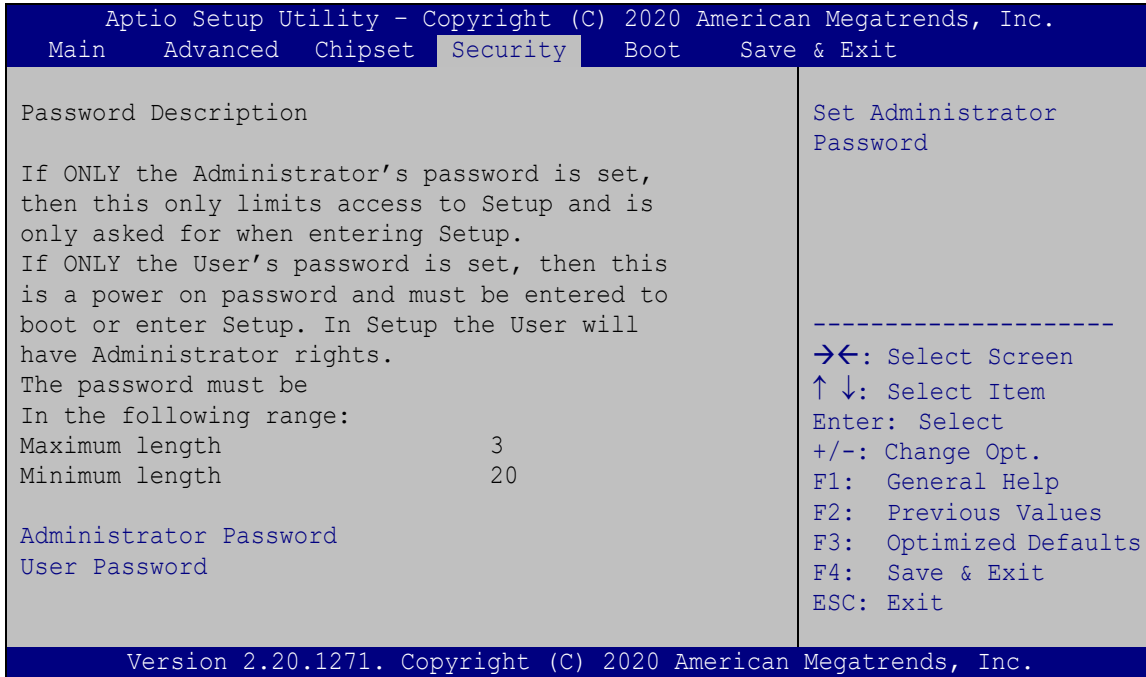 Aptio Setup Utility – Copyright (C) 2020 American Megatrends, Inc.
Main Advanced Chipset Security Boot Save & Exit
Password Description
If ONLY the Administrator’s password is set,
then this only limits access to Setup and is
only asked for when entering Setup.
If ONLY the User’s password is set, then this
is a power on password and must be entered to
boot or enter Setup. In Setup the User will
have Administrator rights.
The password must be
In the following range:
Maximum length 3
Minimum length 20
Administrator Password
User Password
Set Administrator
Password
---------------------
→←: Select Screen
↑ ↓: Select Item
Enter: Select
+/-: Change Opt.
F1: General Help
F2: Previous Values
F3: Optimized Defaults
F4: Save & Exit
ESC: Exit
Version 2.20.1271. Copyright (C) 2020 American Megatrends, Inc.